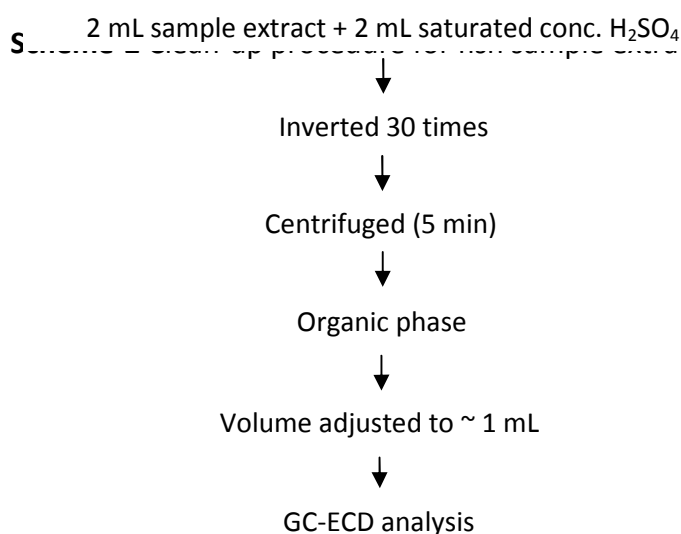 2 mL sample extract + 2 mL saturated conc. H₂SO₄
Inverted 30 times
Centrifuged (5 min)
Organic phase
Volume adjusted to ~ 1 mL
GC-ECD analysis